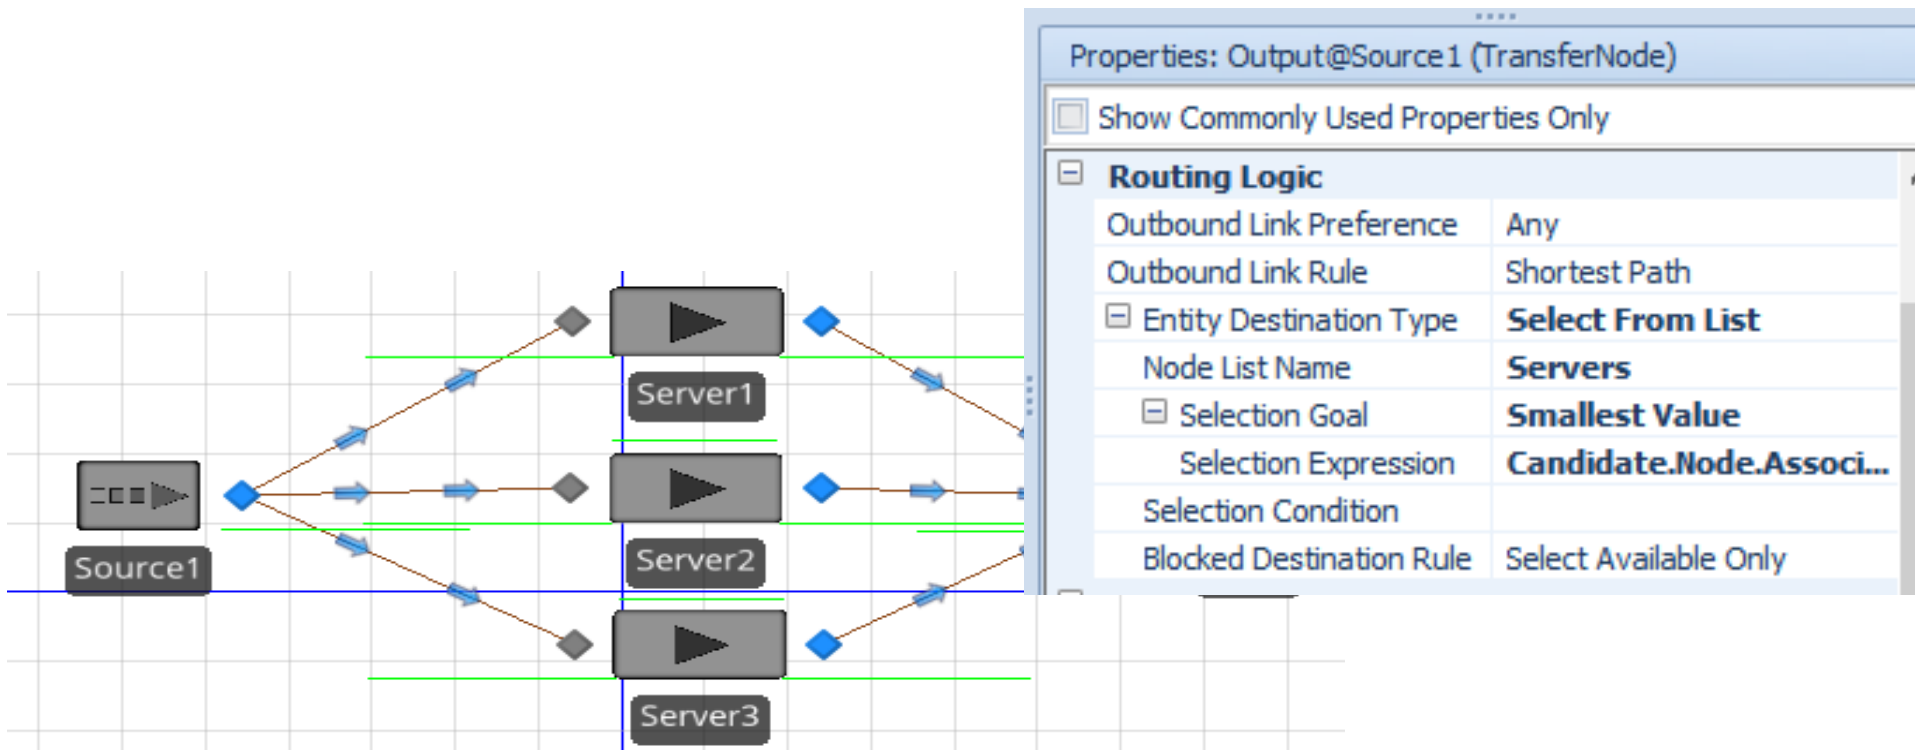 Properties: Output@Source1 (TransferNode)
Show Commonly Used Properties Only
Routing Logic
Outbound Link Preference Any
Outbound Link Rule Shortest Path
Entity Destination Type Select From List
Node List Name Servers
Selection Goal Smallest Value
Selection Expression Candidate.Node.Associ...
Selection Condition
Blocked Destination Rule Select Available Only
Server1
Source1
Server2
Server3